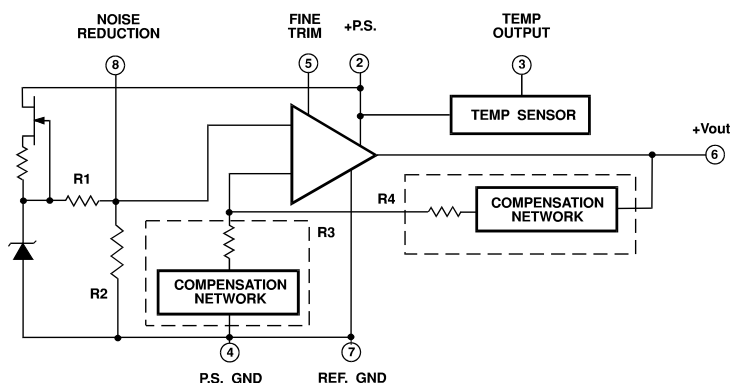 NOISE
REDUCTION
FINE
TRIM
+P.S.
TEMP
OUTPUT
8
5
2
3
TEMP SENSOR
+Vout
6
R1
R4
COMPENSATION
NETWORK
R3
R2
COMPENSATION
NETWORK
4
7
P.S. GND
REF. GND